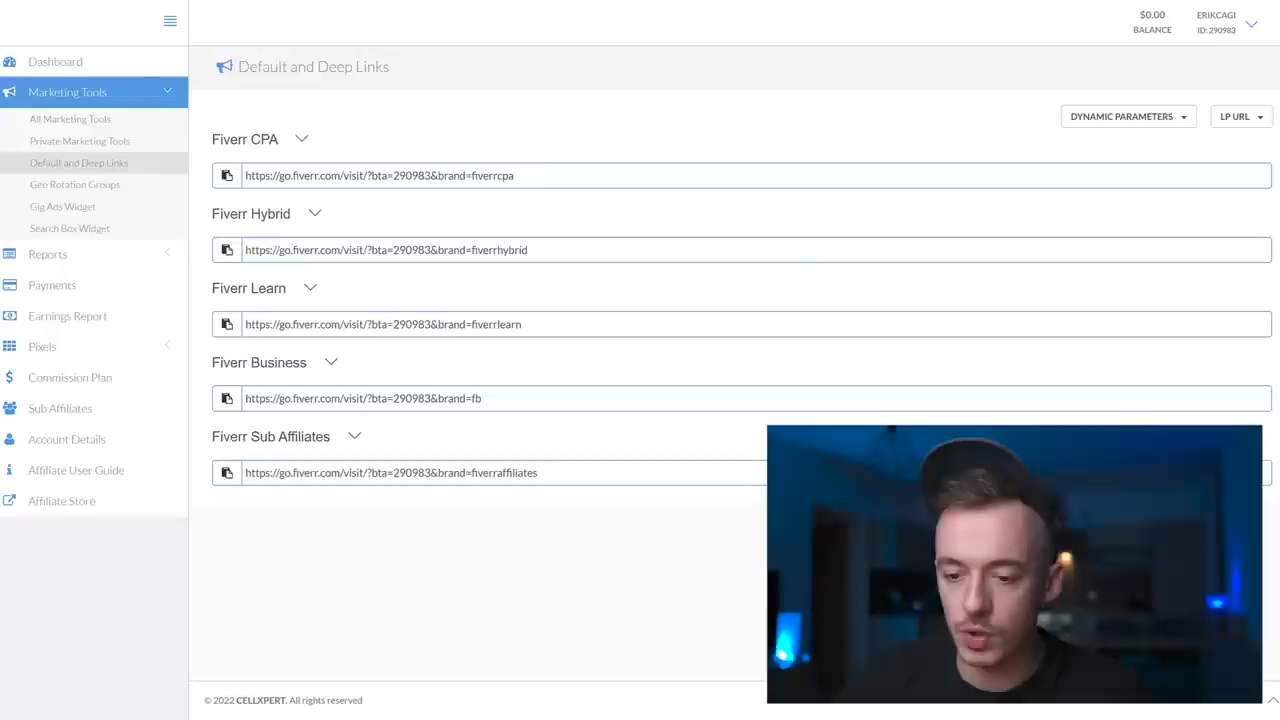 $0.00
BALANCE
ERIKCAGI
ID: 290983
Dashboard
Marketing Tools
All Marketing Tools
Private Marketing Tools
Default and Deep Links
Geo Rotation Groups
Gig Ads Widget
Search Box Widget
Reports
Payments
Earnings Report
Pixels
Commission Plan
Sub Affiliates
Account Details
Affiliate User Guide
Affiliate Store
Default and Deep Links
DYNAMIC PARAMETERS
LP URL
Fiverr CPA
https://go.fiverr.com/visit/?bta=290983&brand=fiverrcpa
Fiverr Hybrid
https://go.fiverr.com/visit/?bta=290983&brand=fiverrhybrid
Fiverr Learn
https://go.fiverr.com/visit/?bta=290983&brand=fiverrlearn
Fiverr Business
https://go.fiverr.com/visit/?bta=290983&brand=fb
Fiverr Sub Affiliates
https://go.fiverr.com/visit/?bta=290983&brand=fiverraffiliates
© 2022 CELLXPERT. All rights reserved